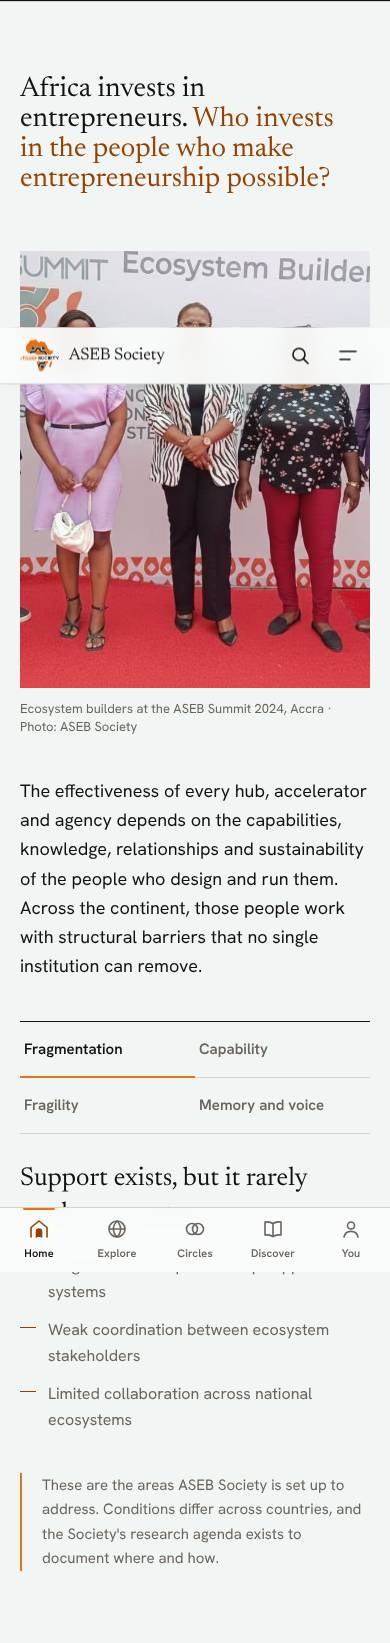 Africa invests in
entrepreneurs. Who invests
in the people who make
entrepreneurship possible?
SUMMIT Ecosystem Builder
ASEB Society
Ecosystem builders at the ASEB Summit 2024, Accra ·
Photo: ASEB Society
The effectiveness of every hub, accelerator
and agency depends on the capabilities,
knowledge, relationships and sustainability
of the people who design and run them.
Across the continent, those people work
with structural barriers that no single
institution can remove.
Fragmentation Capability
Fragility Memory and voice
Support exists, but it rarely
Home Explore Circles Discover You
systems
Weak coordination between ecosystem
stakeholders
Limited collaboration across national
ecosystems
These are the areas ASEB Society is set up to
address. Conditions differ across countries, and
the Society's research agenda exists to
document where and how.